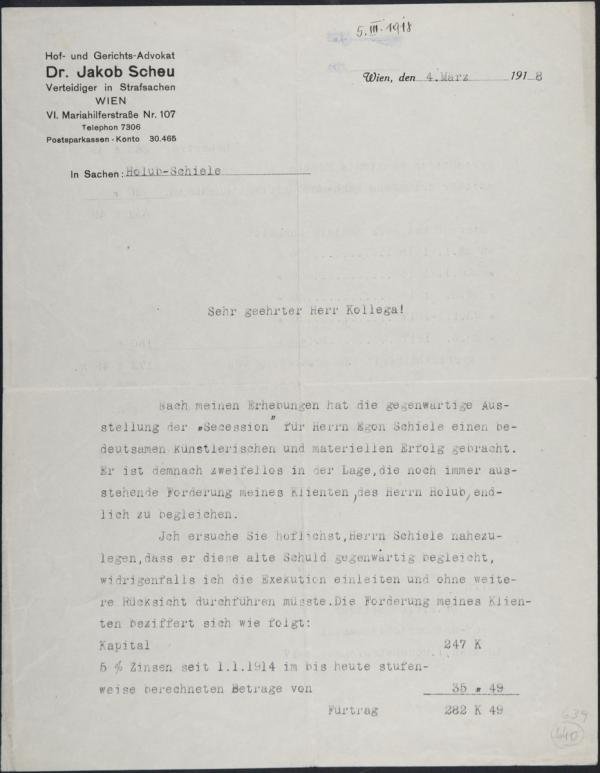 5. III. 1918
Hof- und Gerichts-Advokat
Dr. Jakob Scheu
Verteidiger in Strafsachen
WIEN
VI. Mariahilferstraße Nr. 107
Telephon 7306
Postsparkassen-Konto 30.465
Wien, den 4.März 1918
In Sachen: Holub-Schiele
Sehr geehrter Herr Kollega!
Nach meinen Erhebungen hat die gegenwärtige Aus-
stellung der „Secession" für Herrn Egon Schiele einen be-
deutsamen künstlerischen und materiellen Erfolg gebracht.
Er ist demnach zweifellos in der Lage,die noch immer aus-
stehende Forderung meines Klienten,des Herrn Holub,end-
lich zu begleichen.
Jch ersuche Sie höflichst,Herrn Schiele nahezu-
legen,dass er diese alte Schuld gegenwärtig begleicht,
widrigenfalls ich die Exekution einleiten und ohne weite-
re Rücksicht durchführen müsste.Die Forderung meines Klien-
ten beziffert sich wie folgt:
Kapital 247 K
5 % Zinsen seit 1.1.1914 im bis heute stufen-
weise berechneten Betrage von 35 " 49
Fürtrag 282 K 49
639
440